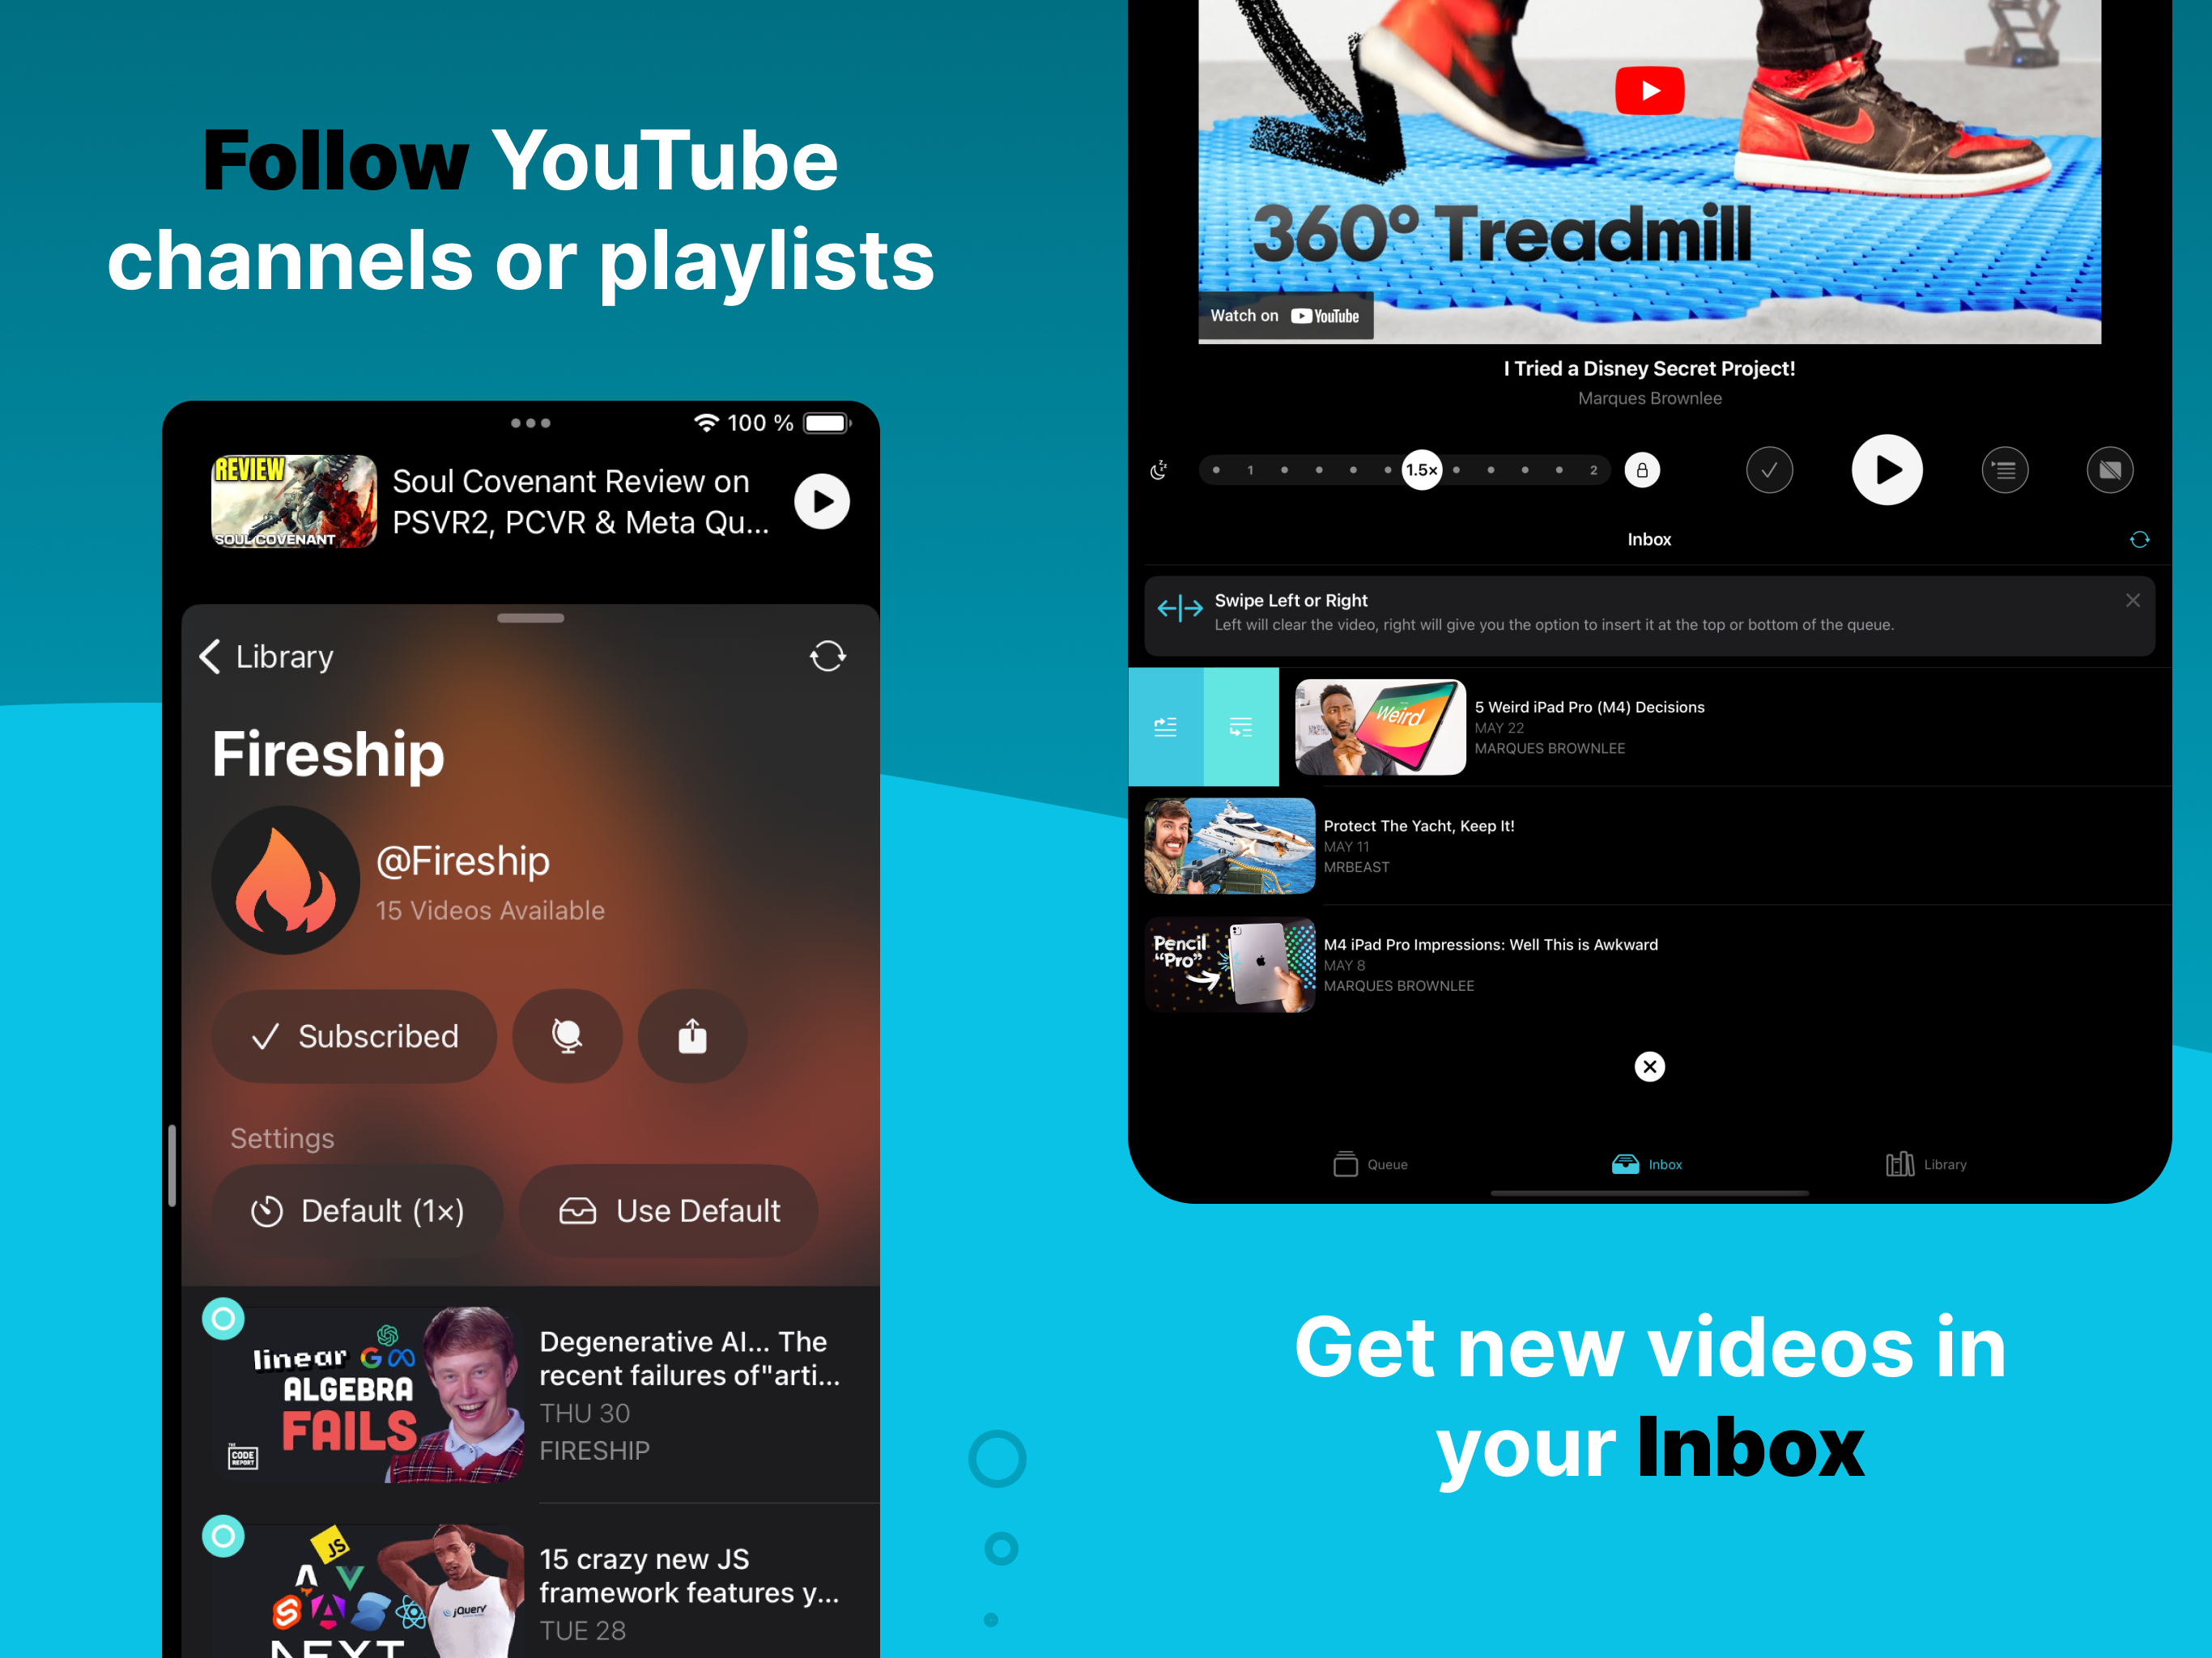 Follow YouTube
channels or playlists
100 %
REVIEW
SOUL COVENANT
Soul Covenant Review on
PSVR2, PCVR & Meta Qu...
Library
Fireship
@Fireship
15 Videos Available
Subscribed
Settings
Default (1×)
Use Default
linear
ALGEBRA
FAILS
THE
CODE
REPORT
Degenerative AI... The
recent failures of"arti...
THU 30
FIRESHIP
JS
jQuery
NEXT
15 crazy new JS
framework features y...
TUE 28
360° Treadmill
Watch on YouTube
I Tried a Disney Secret Project!
Marques Brownlee
1 1.5× 2
Inbox
Swipe Left or Right
Left will clear the video, right will give you the option to insert it at the top or bottom of the queue.
Weird
5 Weird iPad Pro (M4) Decisions
MAY 22
MARQUES BROWNLEE
Protect The Yacht, Keep It!
MAY 11
MRBEAST
Pencil
“Pro”
M4 iPad Pro Impressions: Well This is Awkward
MAY 8
MARQUES BROWNLEE
Queue
Inbox
Library
Get new videos in
your Inbox